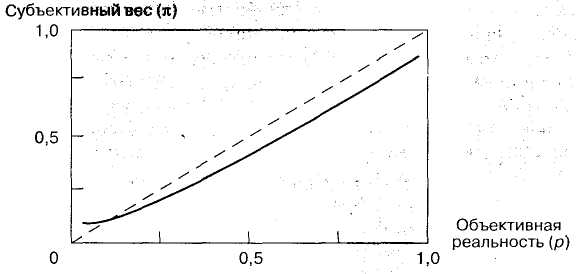 Субъективный вес (π)
1,0
0,5
0
0,5
1,0
Объективная
реальность (p)